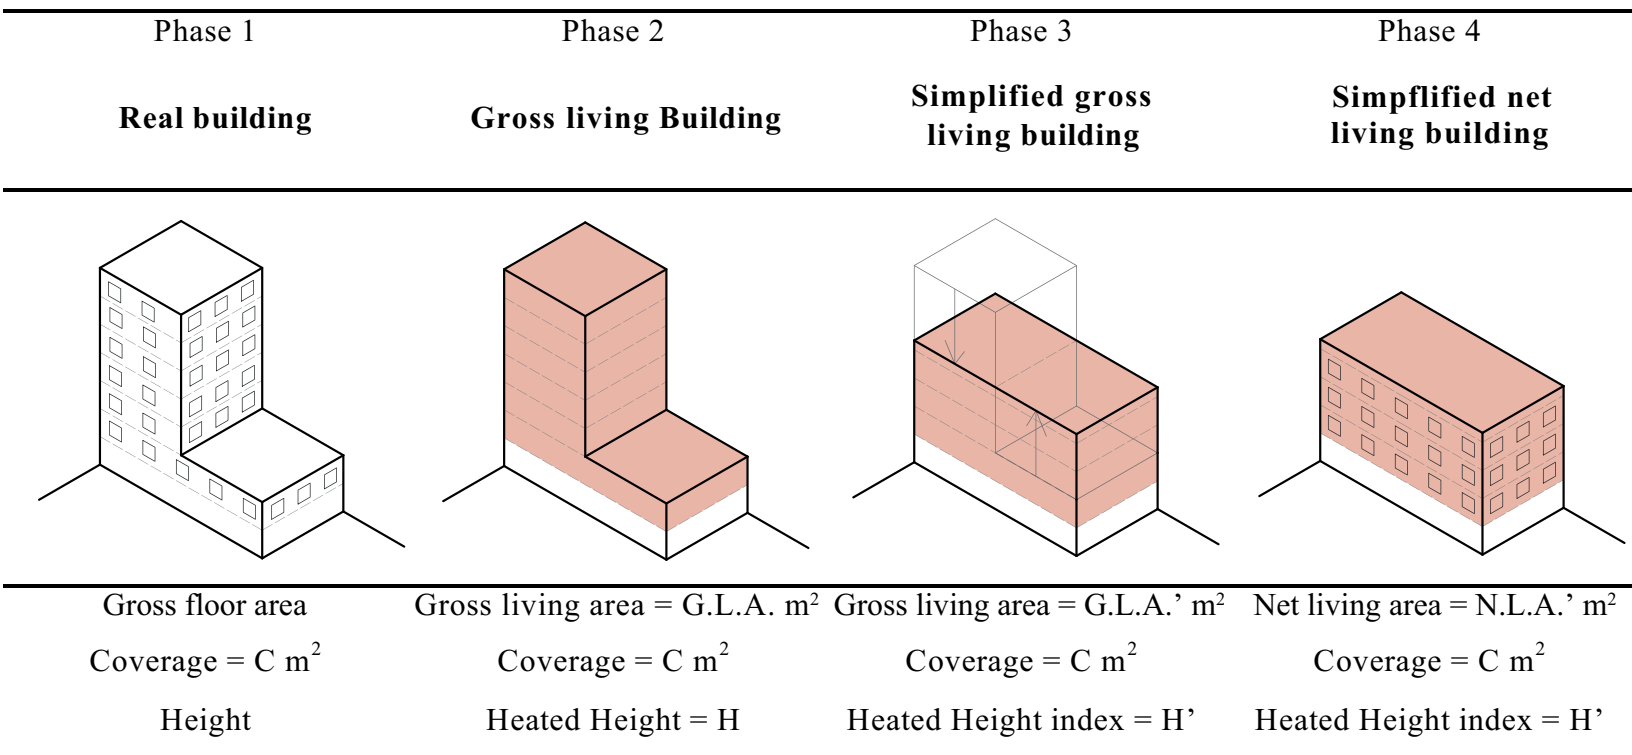 Phase 1 Phase 2 Phase 3 Phase 4
Real building
Gross living Building
Simplified gross
living building
Simpflified net
living building
Gross floor area Gross living area = G.L.A. m² Gross living area = G.L.A.’ m² Net living area = N.L.A.’ m²
Coverage = C m² Coverage = C m² Coverage = C m² Coverage = C m²
Height Heated Height = H Heated Height index = H’ Heated Height index = H’